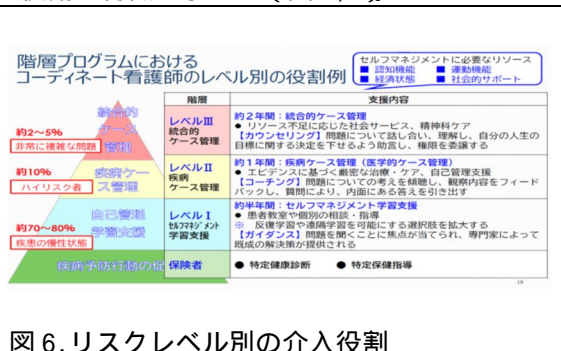 階層プログラムにおける
コーディネート看護師のレベル別の役割例
セルフマネジメントに必要なリソース
■ 認知機能 ■ 運動機能
■ 経済状態 ■ 社会的サポート
階層 支援内容
統合的
ケース
管理
約2~5%
非常に複雑な問題
レベルⅢ
統合的
ケース管理
約2年間:統合的ケース管理
● リソース不足に応じた社会サービス、精神科ケア
【カウンセリング】問題について話し合い、理解し、自分の人生の
目標に関する決定を下せるよう助言し、権限を委譲する
疾病ケー
ス管理
約10%
ハイリスク者
レベルⅡ
疾病
ケース管理
約1年間:疾病ケース管理(医学的ケース管理)
● エビデンスに基づく厳密な治療・ケア、自己管理支援
【コーチング】問題についての考えを傾聴し、観察内容をフィード
バックし、質問により、内面にある答えを引き出す
自己管理
学習支援
約70~80%
疾患の慢性状態
レベルⅠ
セルフマネジメント
学習支援
約半年間:セルフマネジメント学習支援
● 患者教室や個別の相談・指導
※ 反復学習や遠隔学習を可能にする選択肢を拡大する
【ガイダンス】問題を聞くことに焦点が当てられ、専門家によって
既成の解決策が提供される
疾病予防行動の促
保険者
● 特定健康診断 ● 特定保健指導
19
図6.リスクレベル別の介入役割